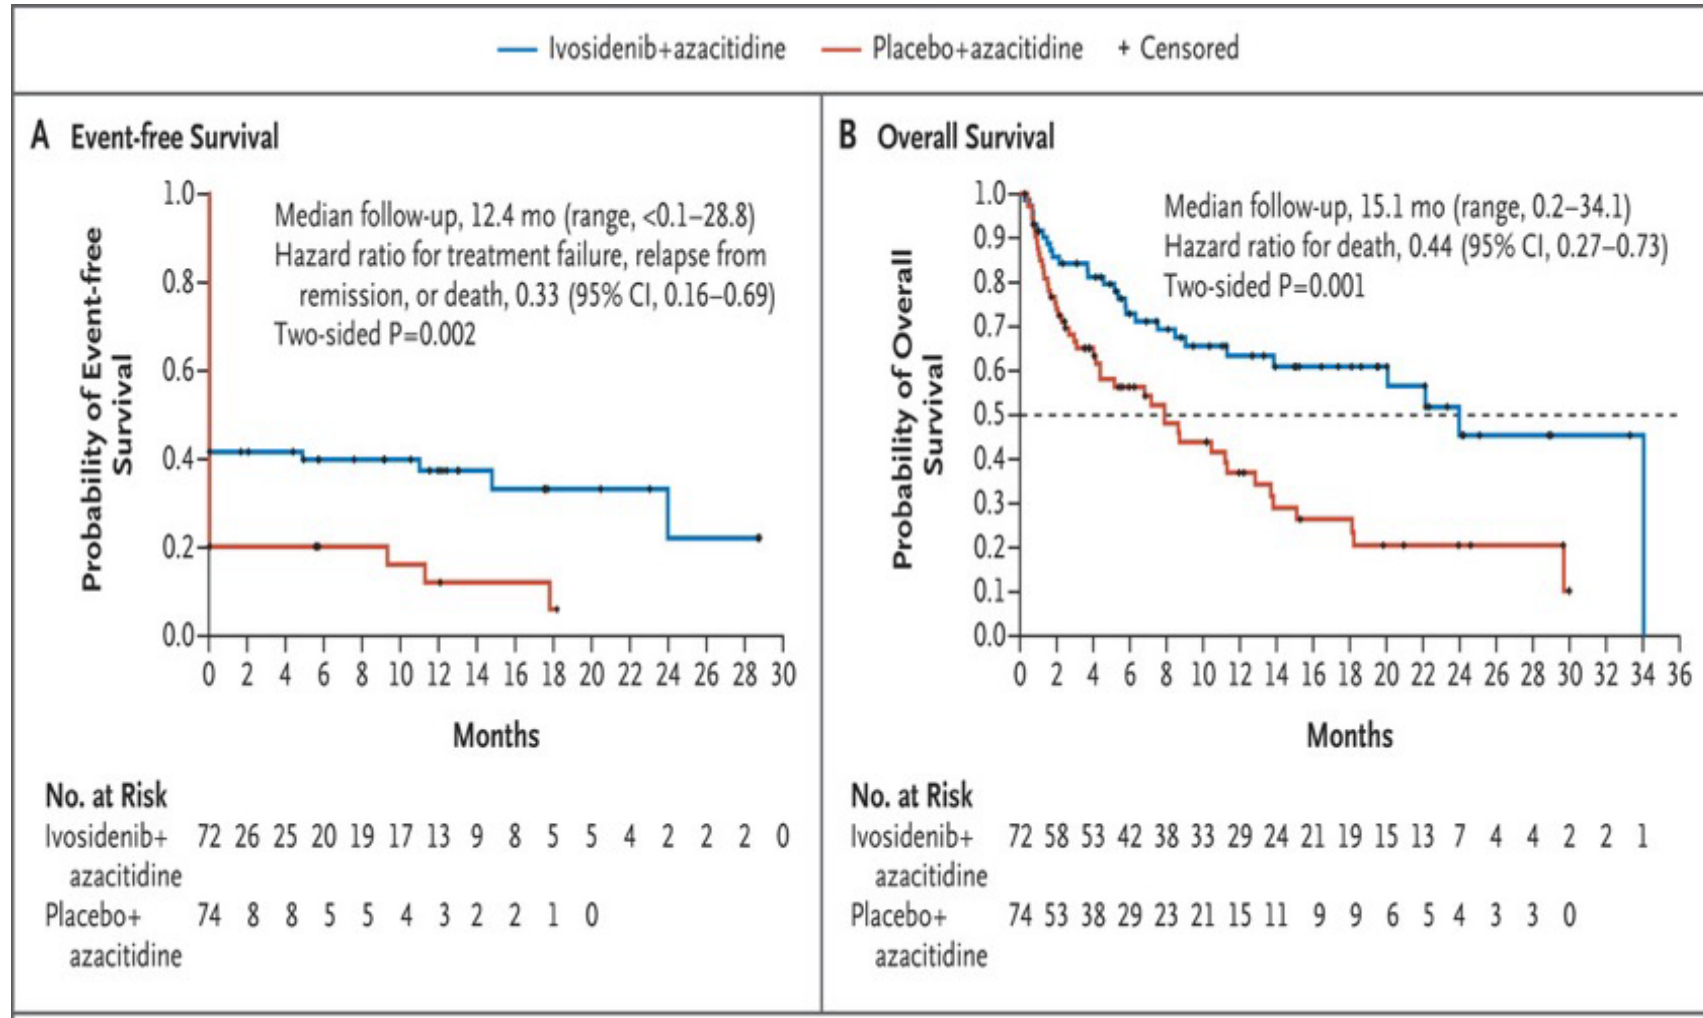 Ivosidenib+azacitidine Placebo+azacitidine + Censored
A Event-free Survival
Probability of Event-free
Survival
1.0
0.8
0.6
0.4
0.2
0.0
Median follow-up, 12.4 mo (range, <0.1–28.8)
Hazard ratio for treatment failure, relapse from
remission, or death, 0.33 (95% CI, 0.16–0.69)
Two-sided P=0.002
0 2 4 6 8 10 12 14 16 18 20 22 24 26 28 30
Months
No. at Risk
Ivosidenib+ 72 26 25 20 19 17 13 9 8 5 5 4 2 2 2 0
azacitidine
Placebo+ 74 8 8 5 5 4 3 2 2 1 0
azacitidine
B Overall Survival
Probability of Overall
Survival
1.0
0.9
0.8
0.7
0.6
0.5
0.4
0.3
0.2
0.1
0.0
Median follow-up, 15.1 mo (range, 0.2–34.1)
Hazard ratio for death, 0.44 (95% CI, 0.27–0.73)
Two-sided P=0.001
0 2 4 6 8 10 12 14 16 18 20 22 24 26 28 30 32 34 36
Months
No. at Risk
Ivosidenib+ 72 58 53 42 38 33 29 24 21 19 15 13 7 4 4 2 2 1
azacitidine
Placebo+ 74 53 38 29 23 21 15 11 9 9 6 5 4 3 3 0
azacitidine